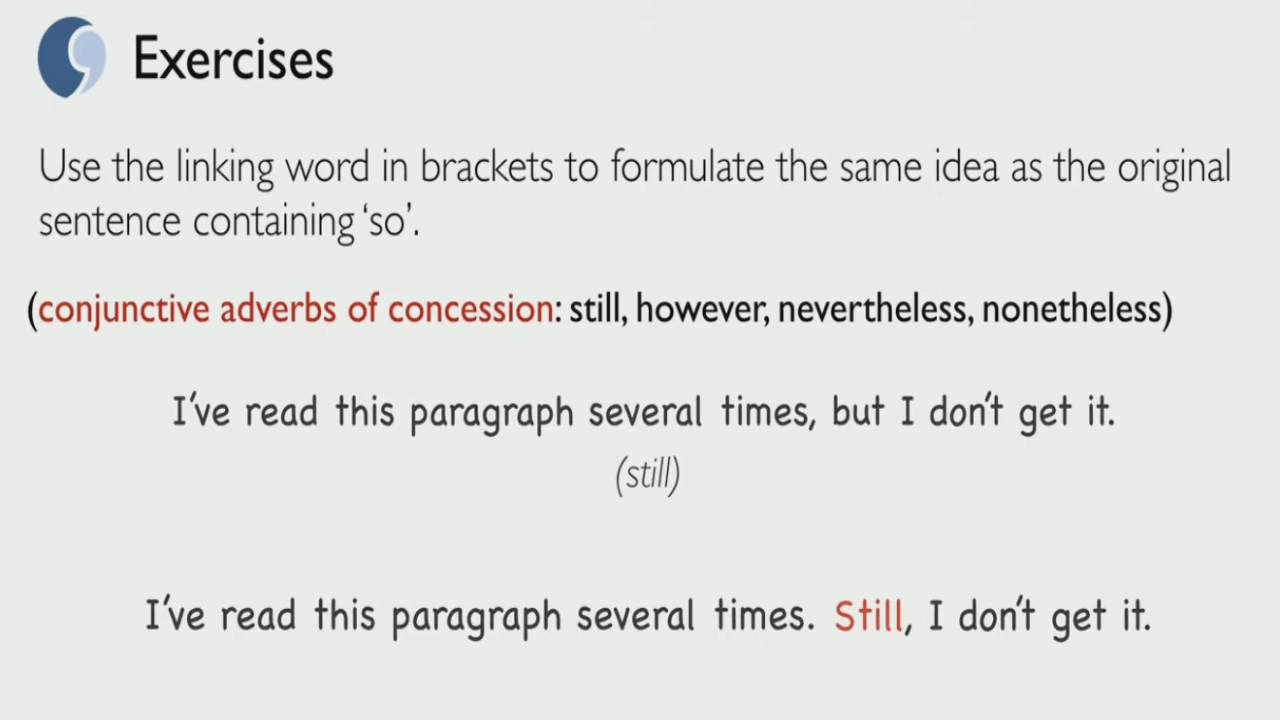 Exercises
Use the linking word in brackets to formulate the same idea as the original
sentence containing ‘so’.
(conjunctive adverbs of concession: still, however, nevertheless, nonetheless)
I’ve read this paragraph several times, but I don’t get it.
(still)
I’ve read this paragraph several times. Still, I don’t get it.